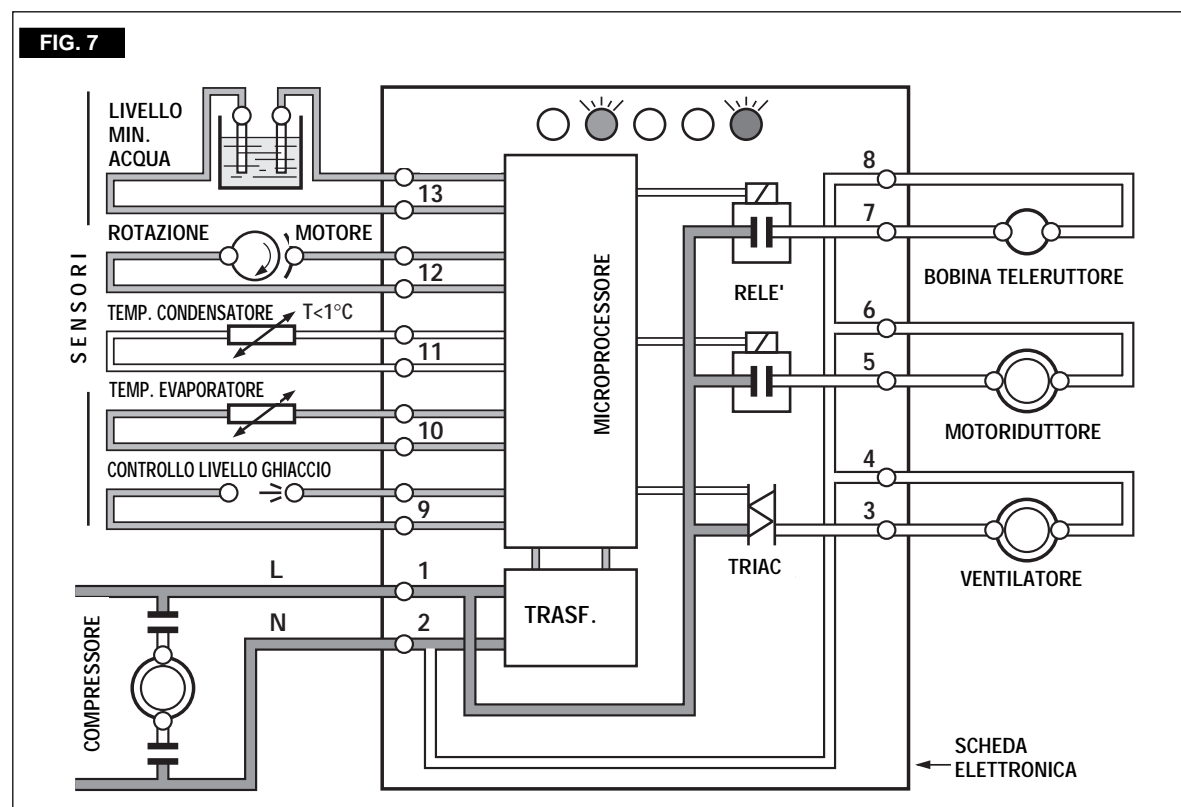 FIG. 7
LIVELLO
MIN.
ACQUA
13
ROTAZIONE MOTORE
12
TEMP. CONDENSATORE T<1°C
11
TEMP. EVAPORATORE
10
CONTROLLO LIVELLO GHIACCIO
9
SENSORI
L
1
N
2
COMPRESSORE
MICROPROCESSORE
TRASF.
RELE'
TRIAC
8
7
BOBINA TELERUTTORE
6
5
MOTORIDUTTORE
4
3
VENTILATORE
SCHEDA
ELETTRONICA